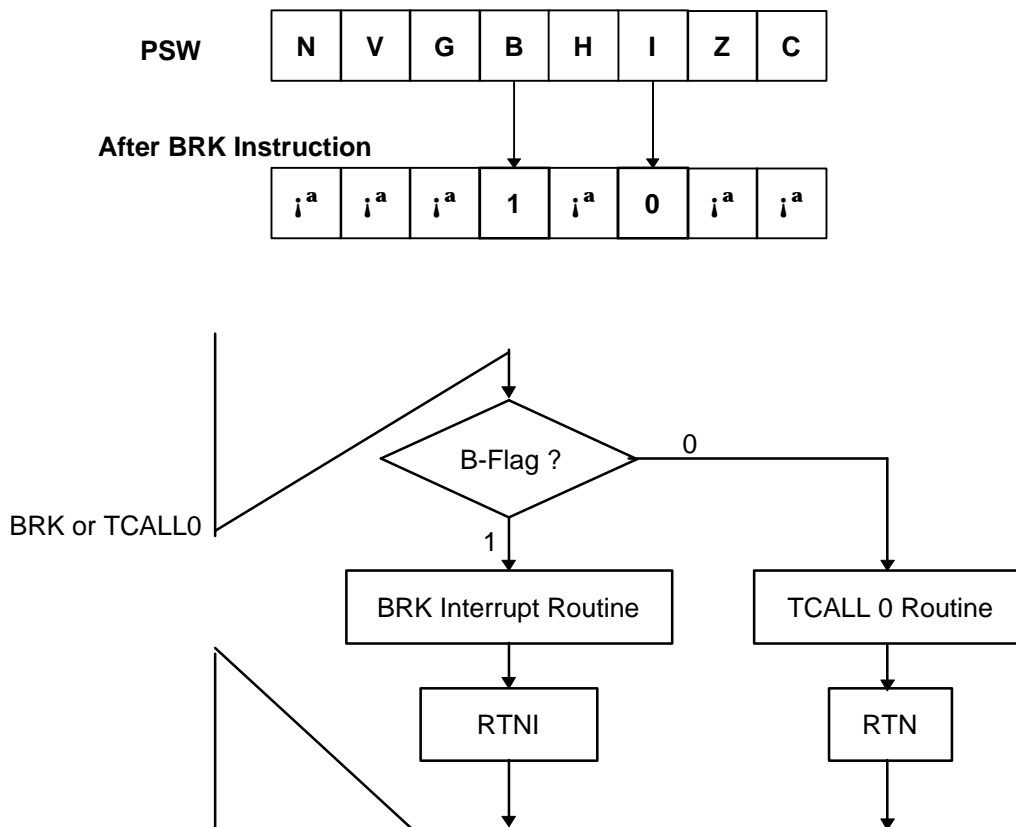 PSW N V G B H I Z C
After BRK Instruction
¡ª ¡ª ¡ª 1 ¡ª 0 ¡ª ¡ª
B-Flag ?
0
BRK or TCALL0
1
BRK Interrupt Routine
TCALL 0 Routine
RTNI
RTN